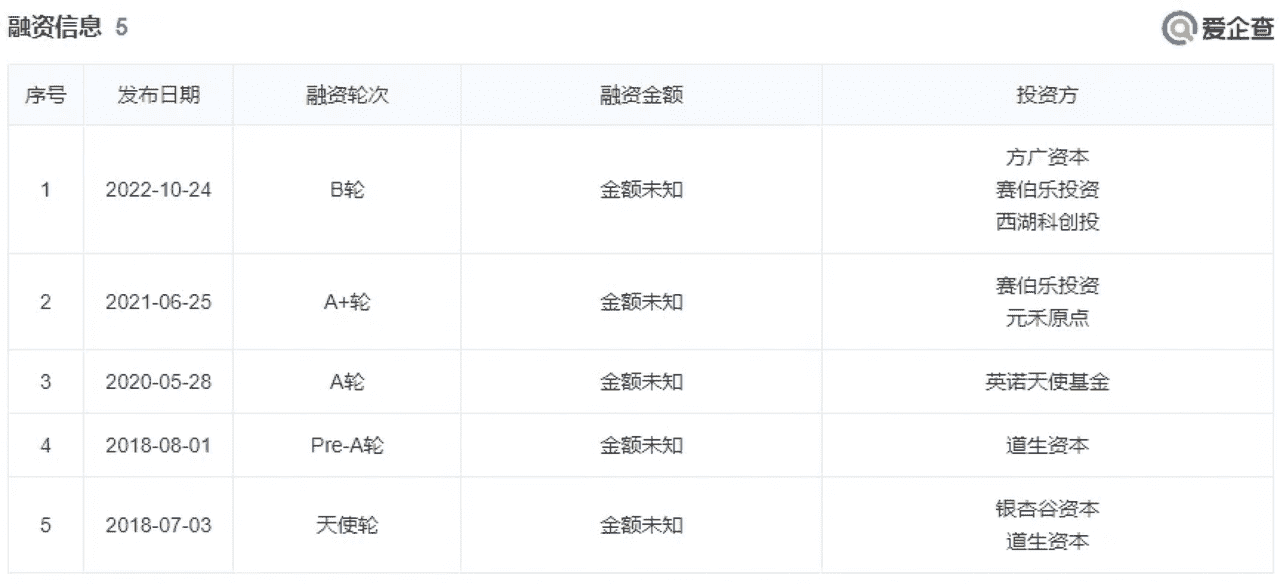 融资信息 5
爱企查
序号 发布日期 融资轮次 融资金额 投资方
1 2022-10-24 B轮 金额未知 方广资本
赛伯乐投资
西湖科创投
2 2021-06-25 A+轮 金额未知 赛伯乐投资
元禾原点
3 2020-05-28 A轮 金额未知 英诺天使基金
4 2018-08-01 Pre-A轮 金额未知 道生资本
5 2018-07-03 天使轮 金额未知 银杏谷资本
道生资本